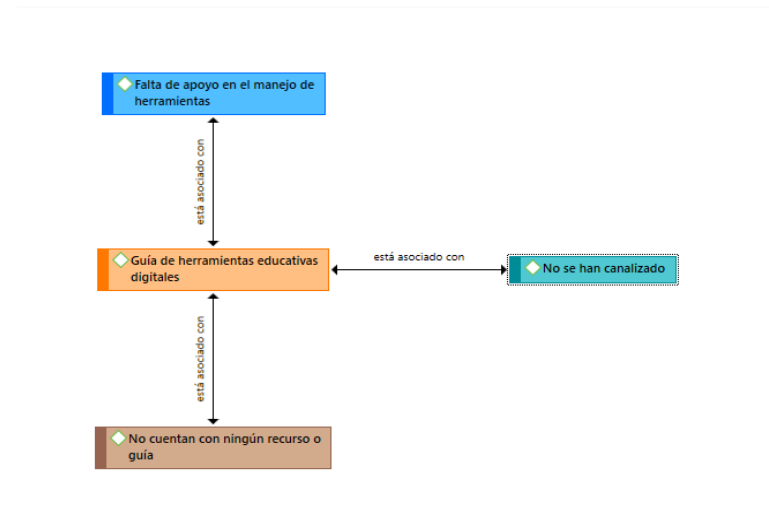 Falta de apoyo en el manejo de
herramientas
está asociado con
Guía de herramientas educativas
digitales
está asociado con
No se han canalizado
está asociado con
No cuentan con ningún recurso o
guía